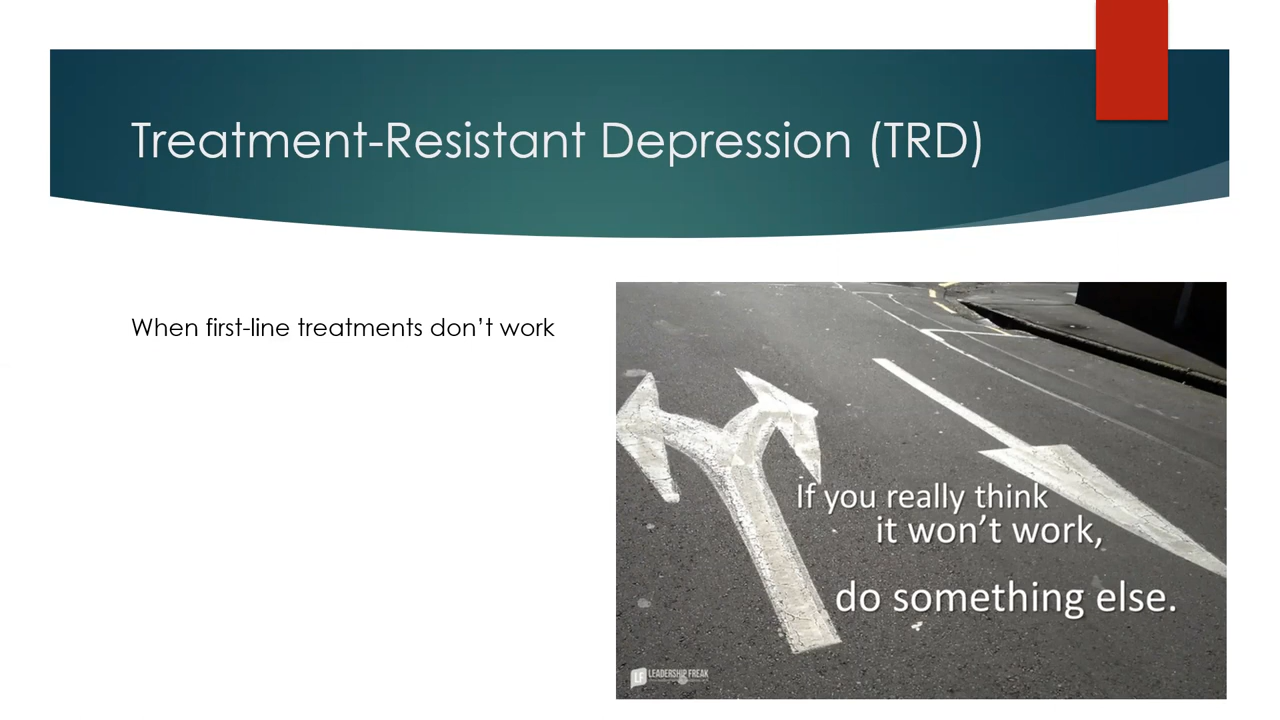 Treatment-Resistant Depression (TRD)
When first-line treatments don’t work
If you really think
it won’t work,
do something else.
LF
LEADERSHIP FREAK